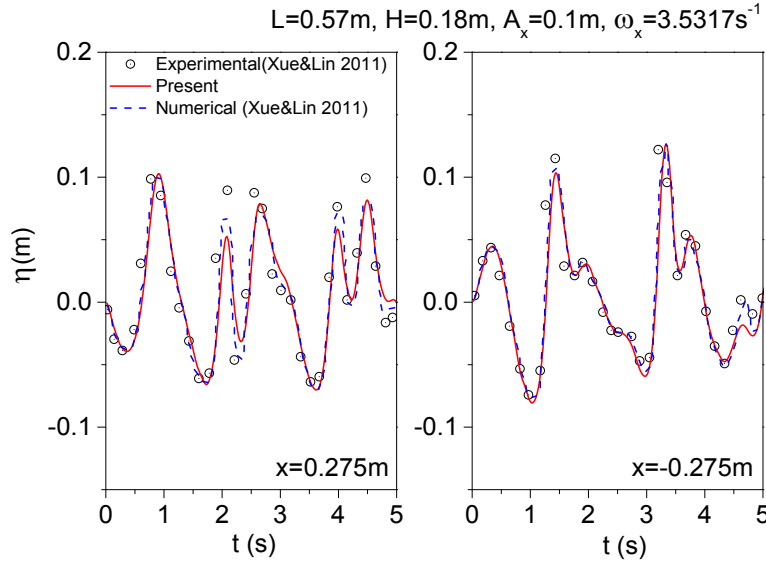 L=0.57m, H=0.18m, A_x=0.1m, ω_x=3.5317s⁻¹
Experimental(Xue&Lin 2011)
Present
Numerical (Xue&Lin 2011)
0.2
0.1
0.0
-0.1
η(m)
x=0.275m
0 1 2 3 4 5
t (s)
0.2
0.1
0.0
-0.1
x=-0.275m
0 1 2 3 4 5
t (s)